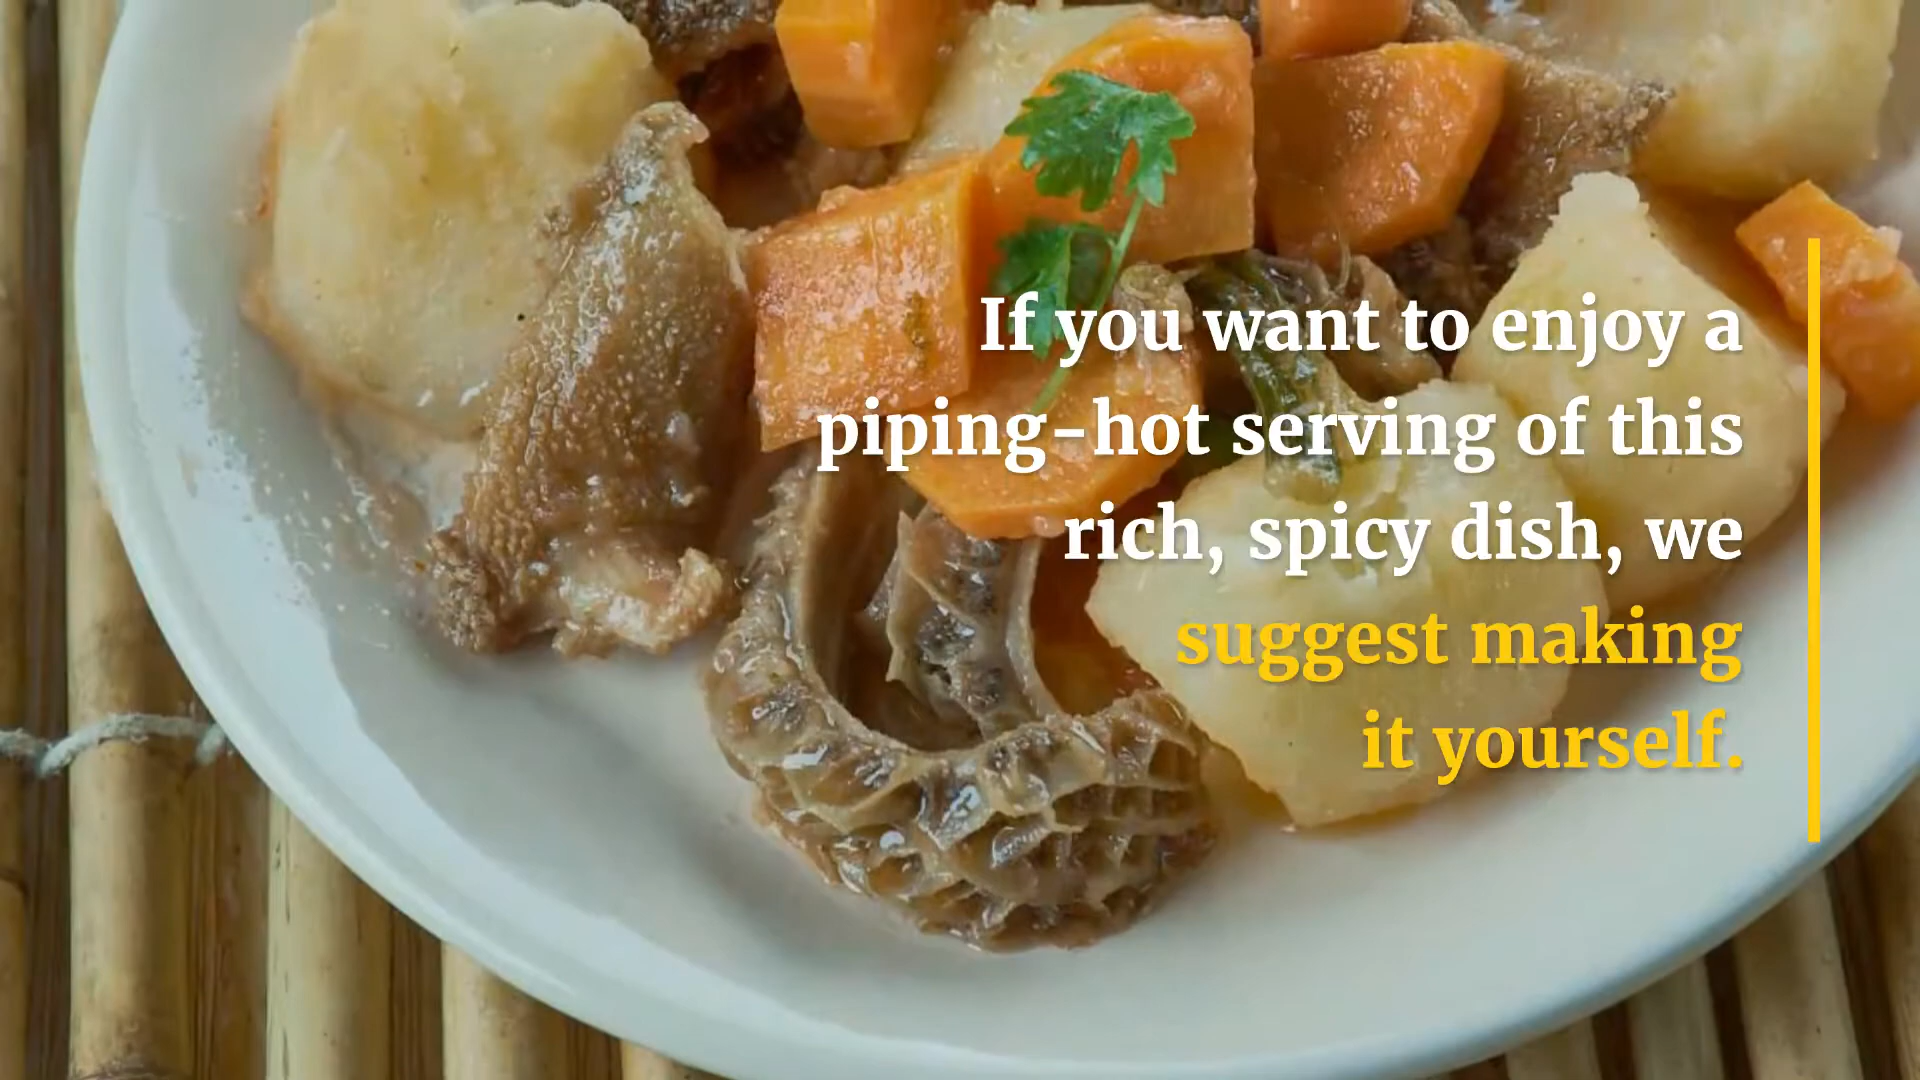 If you want to enjoy a
piping-hot serving of this
rich, spicy dish, we
suggest making
it yourself.